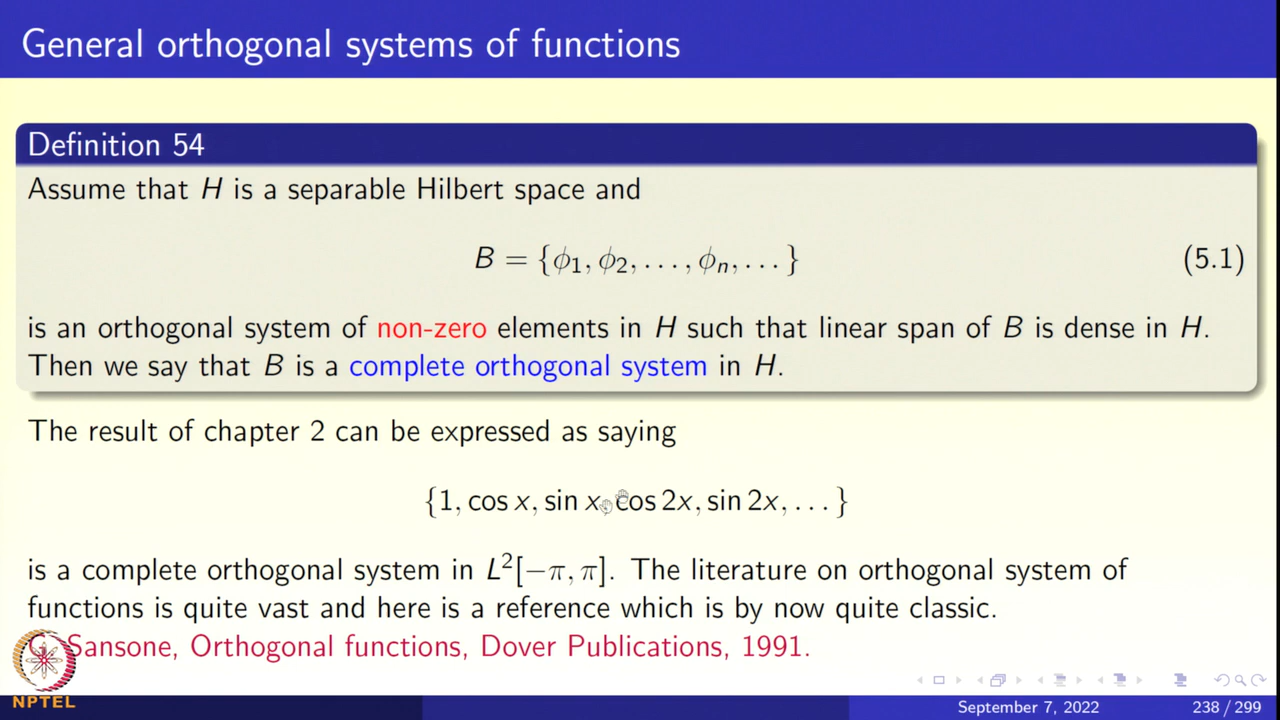 General orthogonal systems of functions
Definition 54
Assume that H is a separable Hilbert space and
B = {ϕ₁, ϕ₂, . . . , ϕₙ, . . . } (5.1)
is an orthogonal system of non-zero elements in H such that linear span of B is dense in H.
Then we say that B is a complete orthogonal system in H.
The result of chapter 2 can be expressed as saying
{1, cos x, sin x, cos 2x, sin 2x, . . . }
is a complete orthogonal system in L²[−π, π]. The literature on orthogonal system of
functions is quite vast and here is a reference which is by now quite classic.
Sansone, Orthogonal functions, Dover Publications, 1991.
NPTEL
September 7, 2022 238 / 299